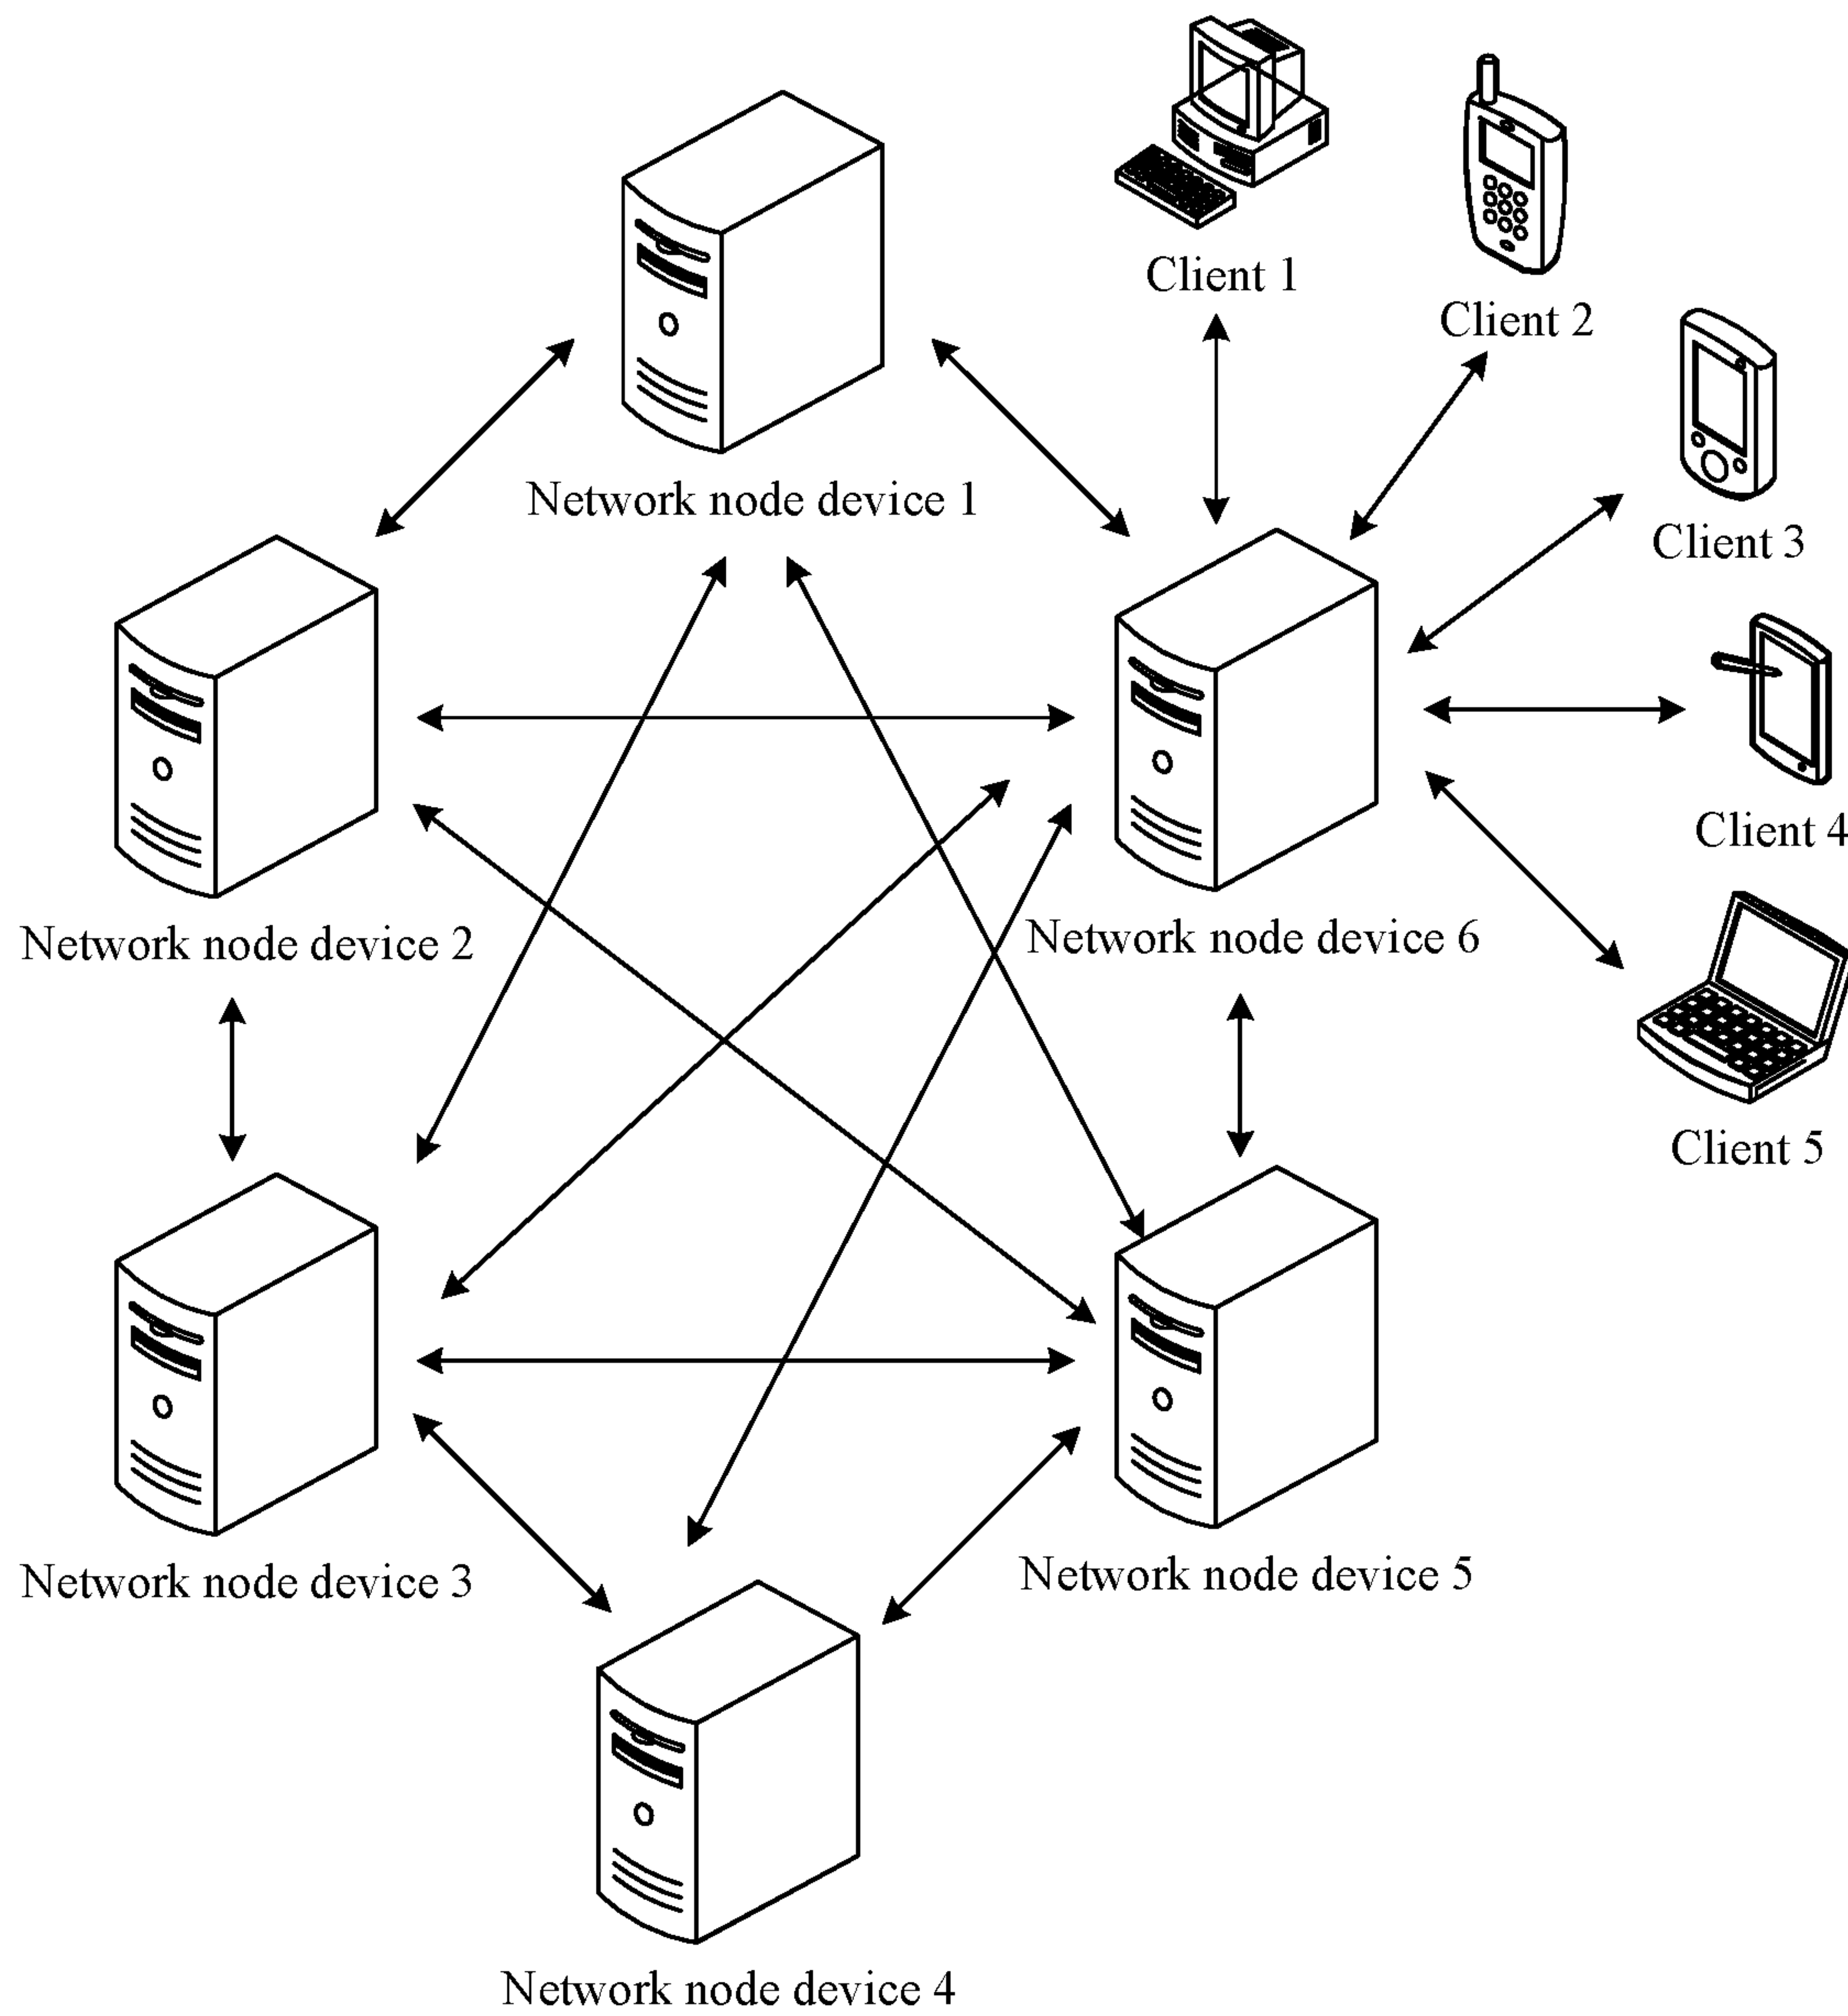 Client 1
Client 2
Network node device 1
Client 3
Client 4
Network node device 2
Network node device 6
Client 5
Network node device 3
Network node device 5
Network node device 4